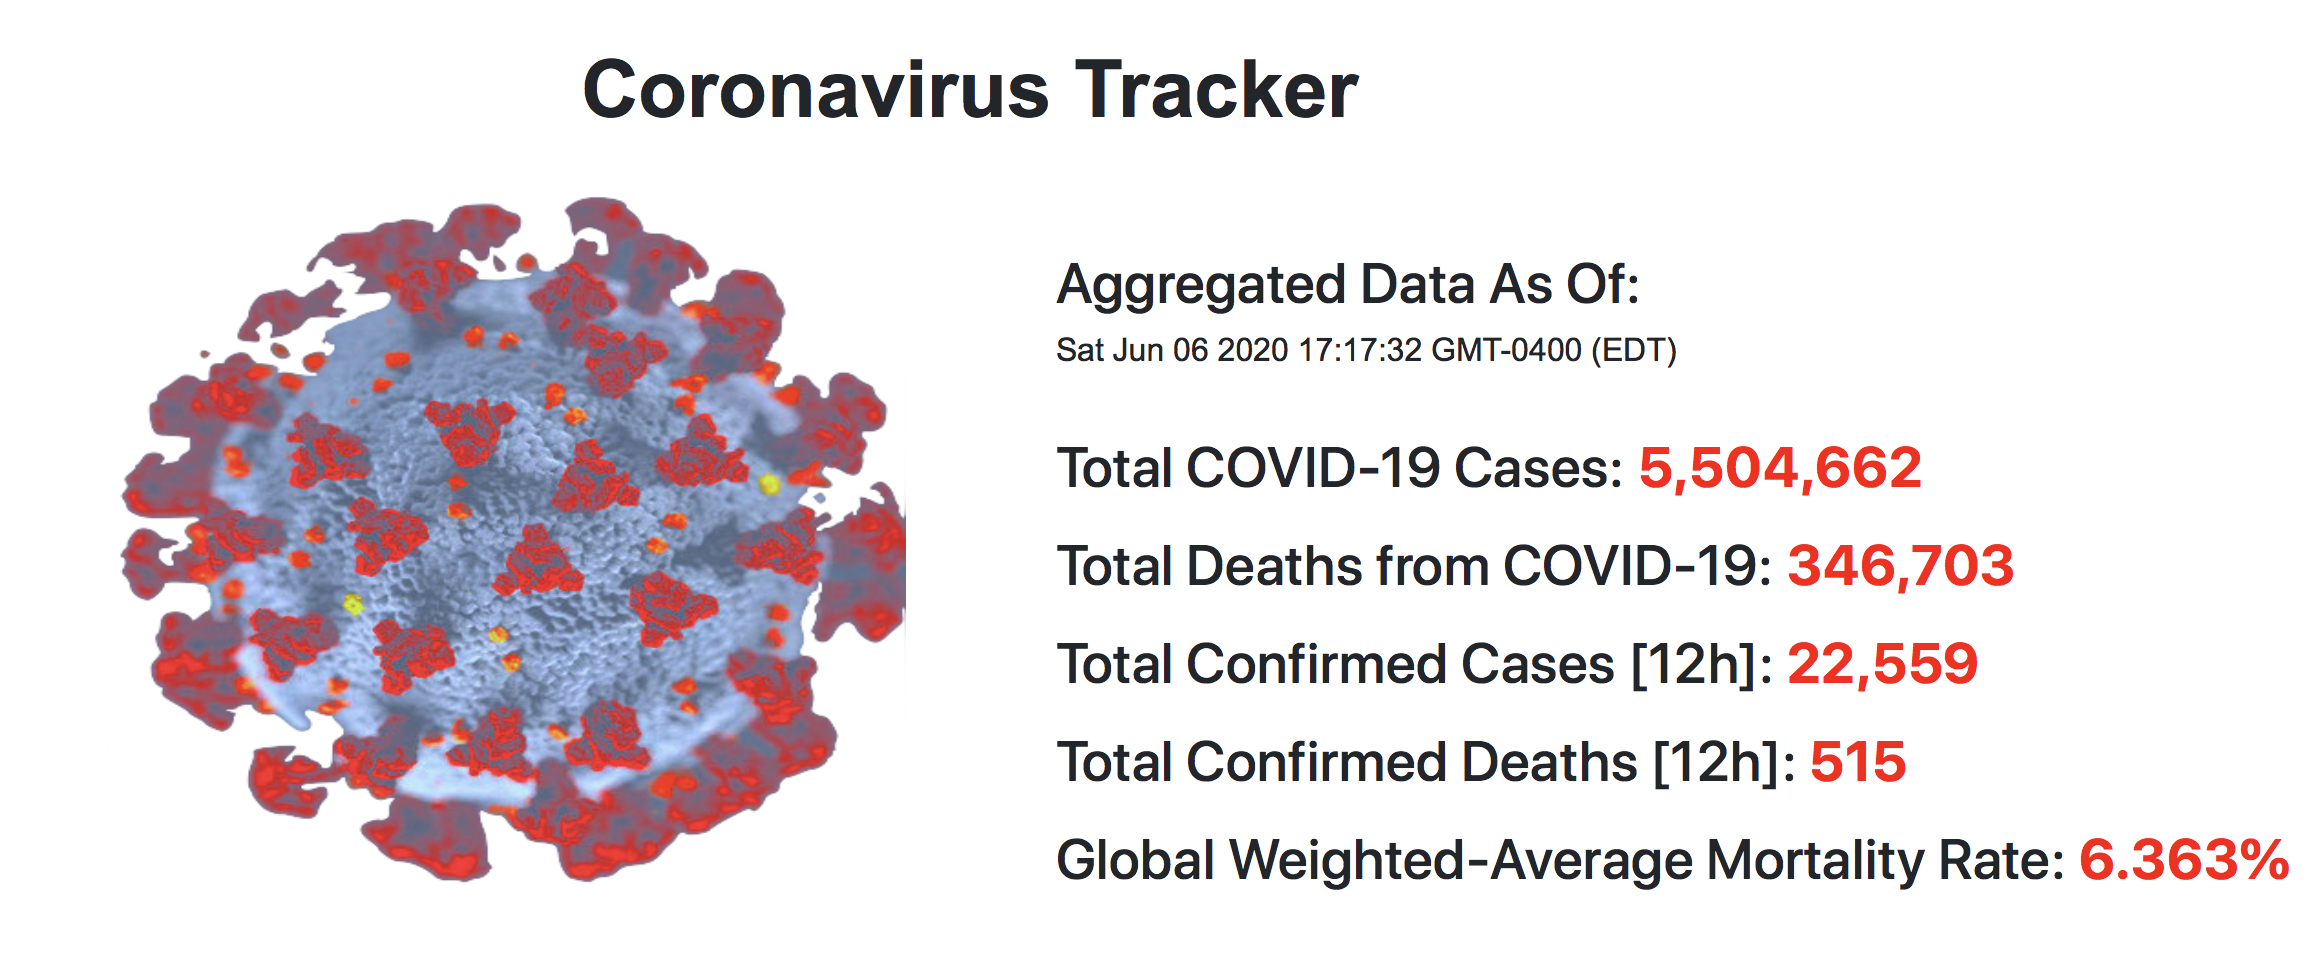 Coronavirus Tracker
Aggregated Data As Of:
Sat Jun 06 2020 17:17:32 GMT-0400 (EDT)
Total COVID-19 Cases: 5,504,662
Total Deaths from COVID-19: 346,703
Total Confirmed Cases [12h]: 22,559
Total Confirmed Deaths [12h]: 515
Global Weighted-Average Mortality Rate: 6.363%